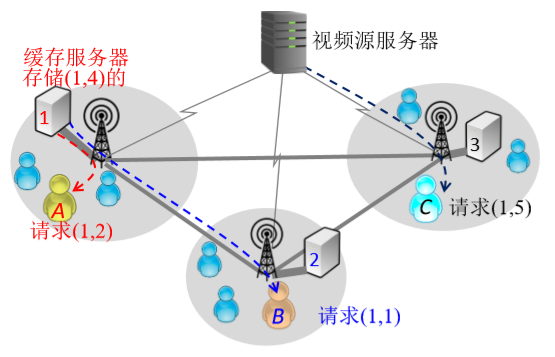 视频源服务器
缓存服务器
存储(1,4)的
1
3
A
请求(1,2)
C
请求(1,5)
2
B
请求(1,1)